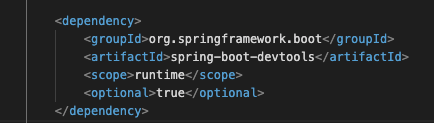 <dependency>
<groupId>org.springframework.boot</groupId>
<artifactId>spring-boot-devtools</artifactId>
<scope>runtime</scope>
<optional>true</optional>
</dependency>